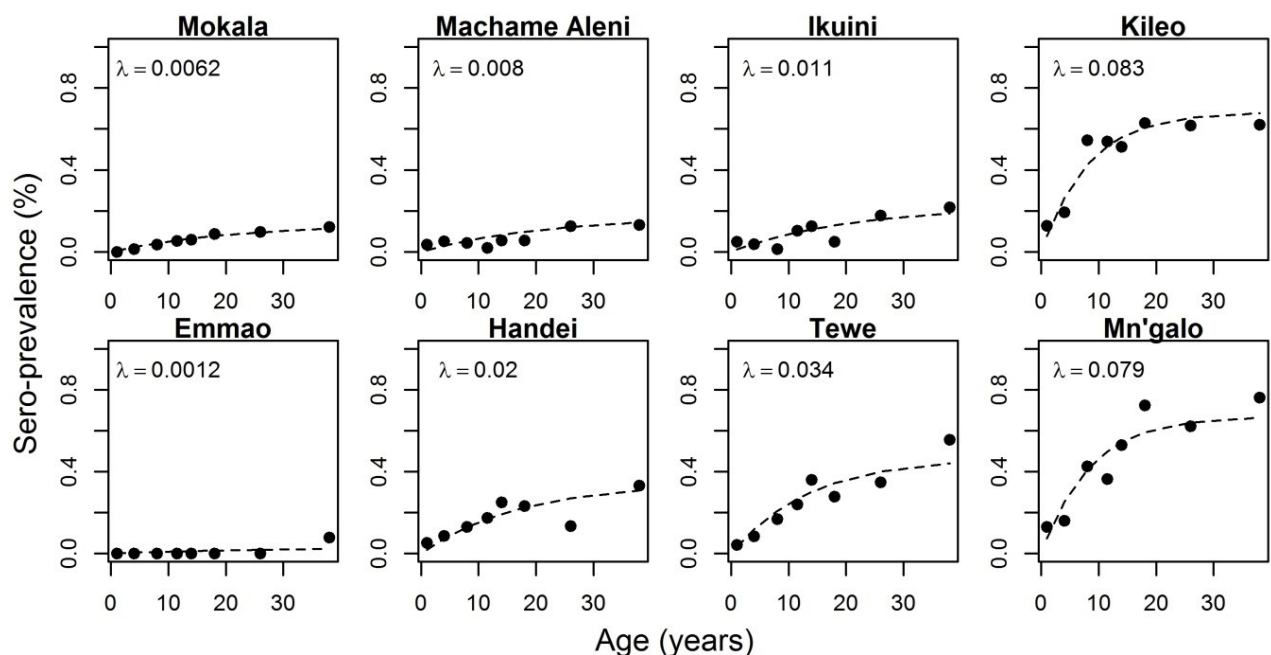 Mokala
Machame Aleni
Ikuini
Kileo
λ = 0.0062
λ = 0.008
λ = 0.011
λ = 0.083
0.0 0.4 0.8
0.0 0.4 0.8
0.0 0.4 0.8
0.0 0.4 0.8
0 10 20 30
0 10 20 30
0 10 20 30
0 10 20 30
Emmao
Handei
Tewe
Mn'galo
λ = 0.0012
λ = 0.02
λ = 0.034
λ = 0.079
0.0 0.4 0.8
0.0 0.4 0.8
0.0 0.4 0.8
0.0 0.4 0.8
0 10 20 30
0 10 20 30
0 10 20 30
0 10 20 30
Sero-prevalence (%)
Age (years)